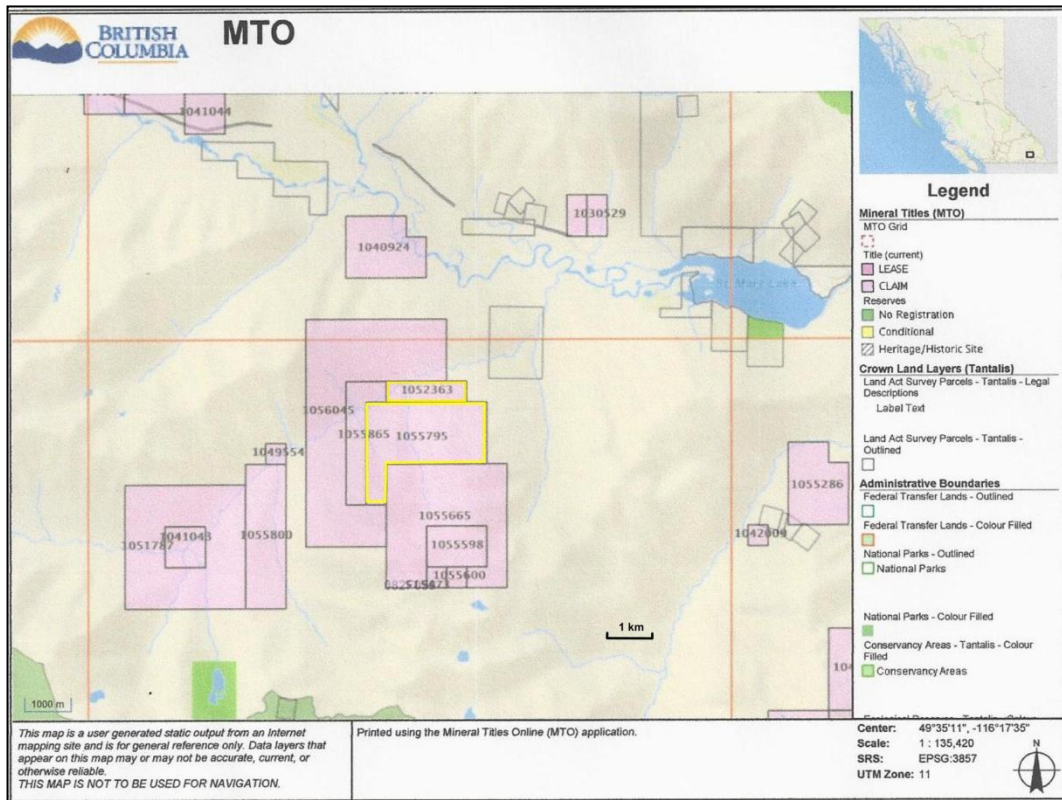 BRITISH
COLUMBIA
MTO
1041044
1030529
1040924
St Mary Lake
1052363
1056045
1055865
1055795
1049554
1055286
1055665
1041043
1051787
1055800
1042009
1055598
1055600
1 km
104
1000 m
Legend
Mineral Titles (MTO)
MTO Grid
Title (current)
LEASE
CLAIM
Reserves
No Registration
Conditional
Heritage/Historic Site
Crown Land Layers (Tantalis)
Land Act Survey Parcels - Tantalis - Legal
Descriptions
Label Text
Land Act Survey Parcels - Tantalis -
Outlined
Administrative Boundaries
Federal Transfer Lands - Outlined
Federal Transfer Lands - Colour Filled
National Parks - Outlined
National Parks
National Parks - Colour Filled
Conservancy Areas - Tantalis - Colour
Filled
Conservancy Areas
This map is a user generated static output from an Internet
mapping site and is for general reference only. Data layers that
appear on this map may or may not be accurate, current, or
otherwise reliable.
THIS MAP IS NOT TO BE USED FOR NAVIGATION.
Printed using the Mineral Titles Online (MTO) application.
Center: 49°35'11", -116°17'35"
Scale: 1 : 135,420
SRS: EPSG:3857
UTM Zone: 11
N